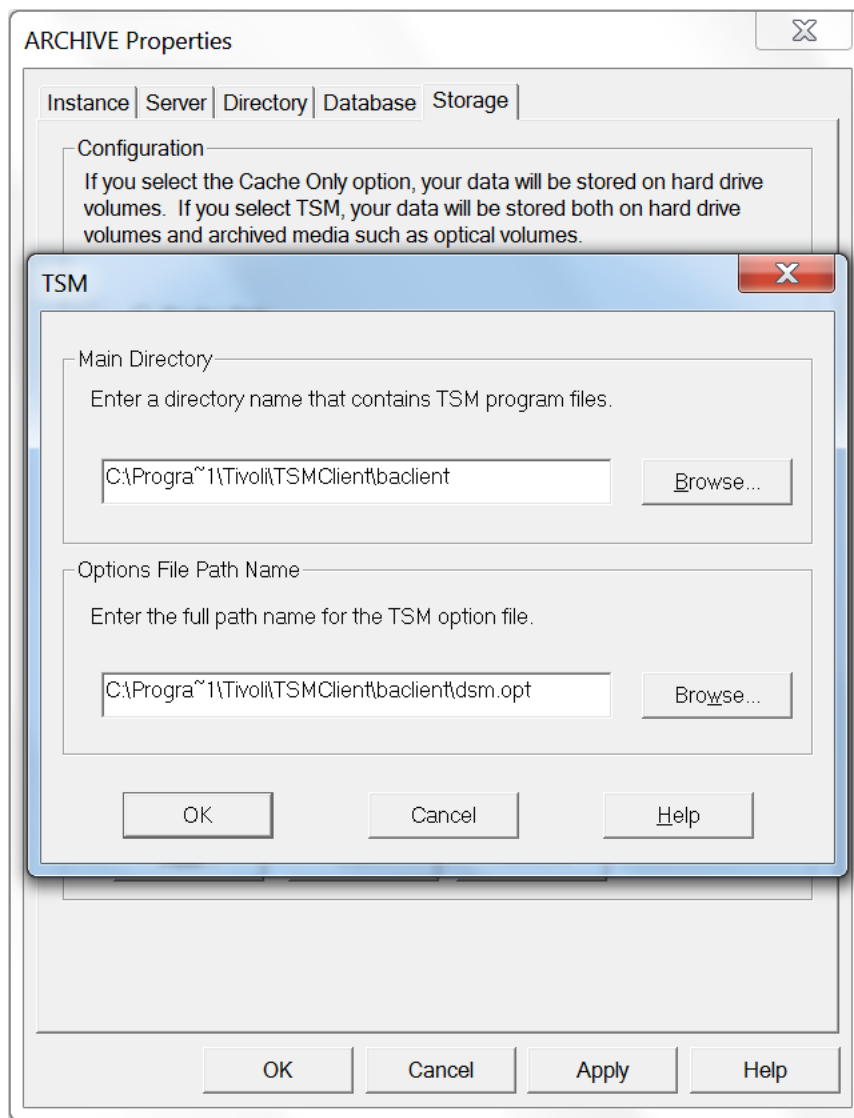 ARCHIVE Properties
Instance Server Directory Database Storage
Configuration
If you select the Cache Only option, your data will be stored on hard drive
volumes. If you select TSM, your data will be stored both on hard drive
volumes and archived media such as optical volumes.
TSM
Main Directory
Enter a directory name that contains TSM program files.
C:\Progra~1\Tivoli\TSMClient\baclient
Browse...
Options File Path Name
Enter the full path name for the TSM option file.
C:\Progra~1\Tivoli\TSMClient\baclient\dsm.opt
Browse...
OK Cancel Help
OK Cancel Apply Help